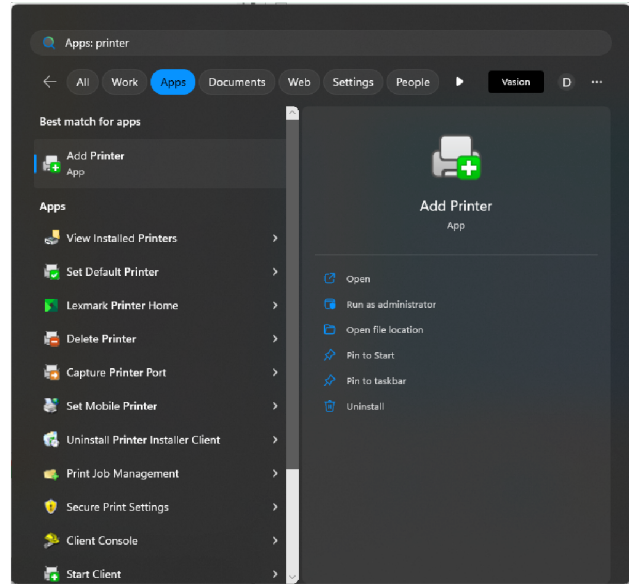 Apps: printer
All Work Apps Documents Web Settings People Vasion D ...
Best match for apps
Add Printer
App
Apps
View Installed Printers
Set Default Printer
Lexmark Printer Home
Delete Printer
Capture Printer Port
Set Mobile Printer
Uninstall Printer Installer Client
Print Job Management
Secure Print Settings
Client Console
Start Client
Add Printer
App
Open
Run as administrator
Open file location
Pin to Start
Pin to taskbar
Uninstall